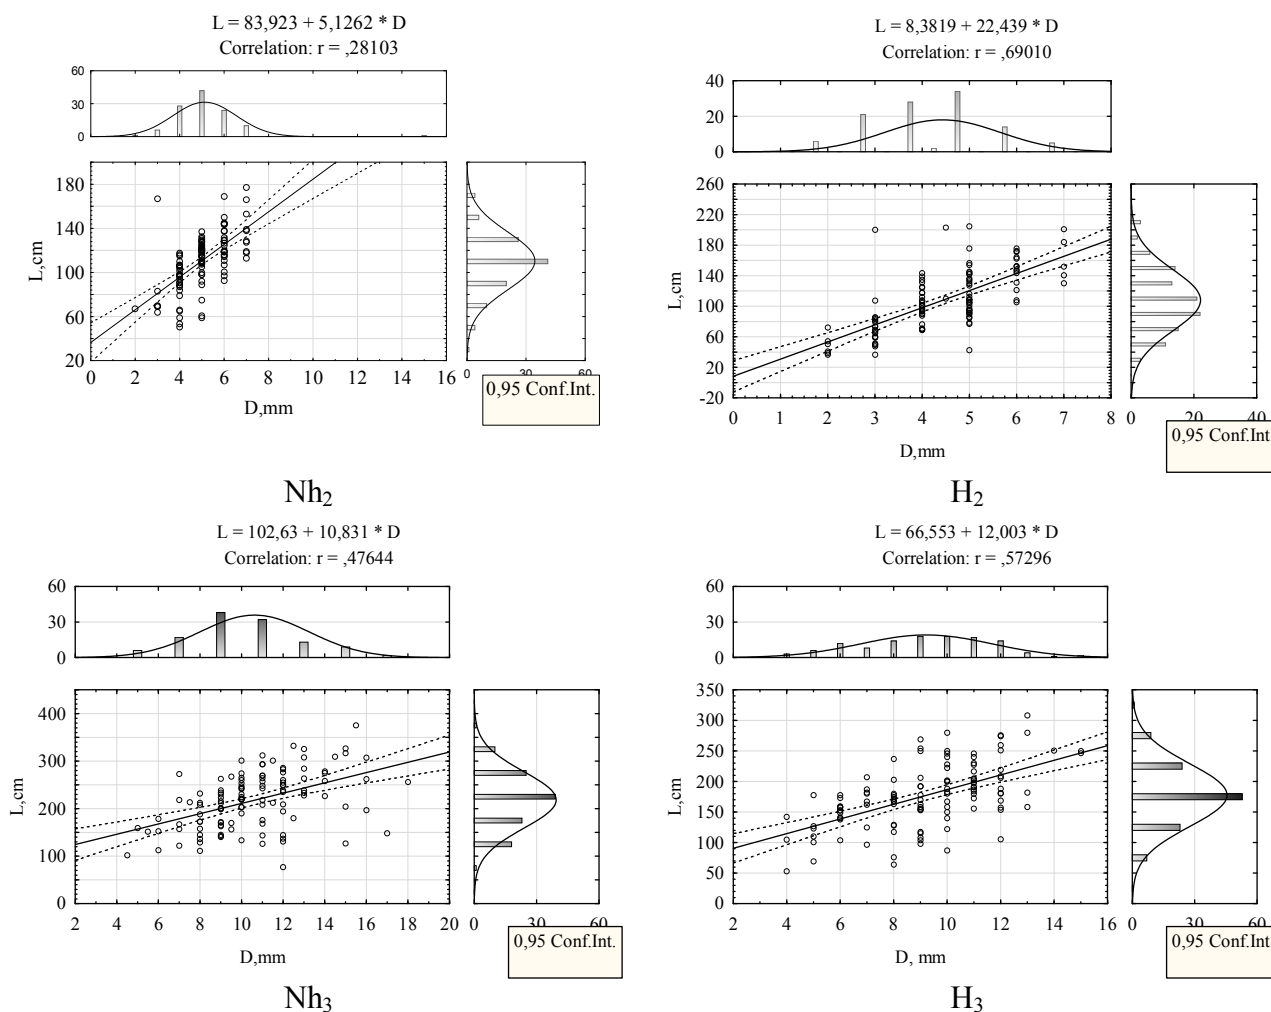 L = 83,923 + 5,1262 * D
Correlation: r = ,28103
60
30
0
180
140
100
60
20
L,cm
0 2 4 6 8 10 12 14 16
D,mm
0 30 60
0,95 Conf.Int.
Nh₂
L = 8,3819 + 22,439 * D
Correlation: r = ,69010
40
20
0
260
220
180
140
100
60
20
-20
L,cm
0 1 2 3 4 5 6 7 8
D,mm
0 20 40
0,95 Conf.Int
H₂
L = 102,63 + 10,831 * D
Correlation: r = ,47644
60
30
0
400
300
200
100
0
L,cm
2 4 6 8 10 12 14 16 18 20
D,mm
0 30 60
0,95 Conf.Int.
Nh₃
L = 66,553 + 12,003 * D
Correlation: r = ,57296
60
30
0
350
300
250
200
150
100
50
0
L,cm
2 4 6 8 10 12 14 16
D, mm
0 30 60
0,95 Conf.Int
H₃